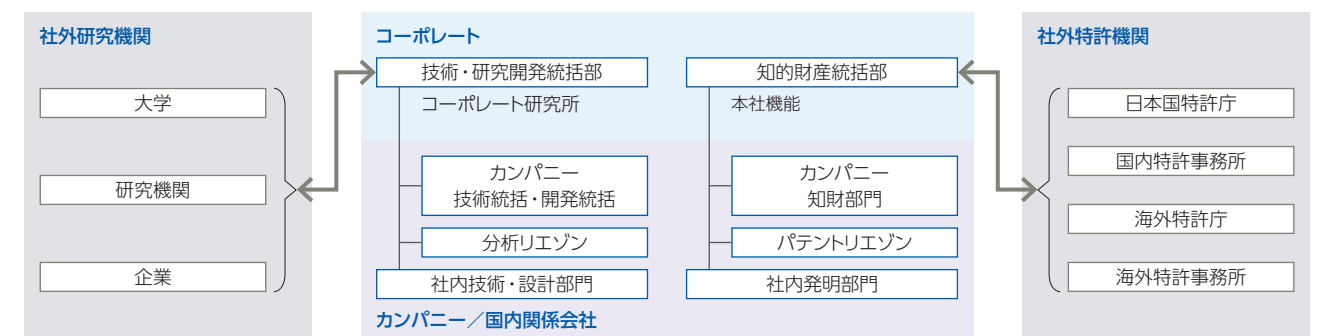 社外研究機関
大学
研究機関
企業
コーポレート
技術・研究開発統括部
コーポレート研究所
カンパニー
技術統括・開発統括
分析リエゾン
社内技術・設計部門
知的財産統括部
本社機能
カンパニー
知財部門
パテントリエゾン
社内発明部門
カンパニー／国内関係会社
社外特許機関
日本国特許庁
国内特許事務所
海外特許庁
海外特許事務所